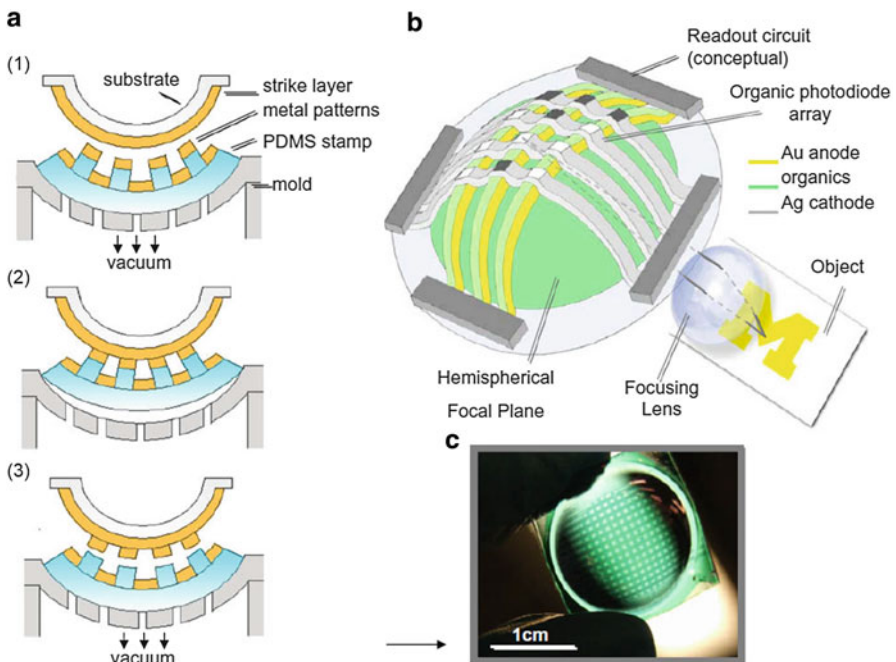 a
(1)
substrate
strike layer
metal patterns
PDMS stamp
mold
vacuum
(2)
(3)
vacuum
b
Readout circuit
(conceptual)
Organic photodiode
array
Au anode
organics
Ag cathode
Object
Hemispherical
Focal Plane
Focusing
Lens
M
c
1cm